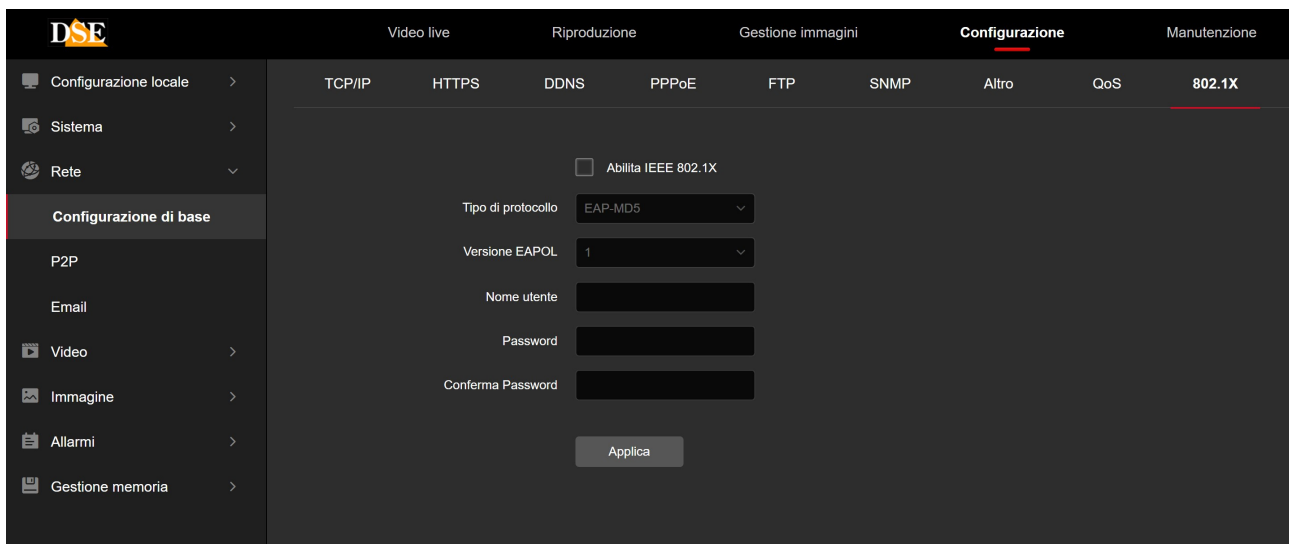 DSE
Video live Riproduzione Gestione immagini Configurazione Manutenzione
Configurazione locale
Sistema
Rete
Configurazione di base
P2P
Email
Video
Immagine
Allarmi
Gestione memoria
TCP/IP HTTPS DDNS PPPoE FTP SNMP Altro QoS 802.1X
Abilita IEEE 802.1X
Tipo di protocollo EAP-MD5
Versione EAPOL 1
Nome utente
Password
Conferma Password
Applica